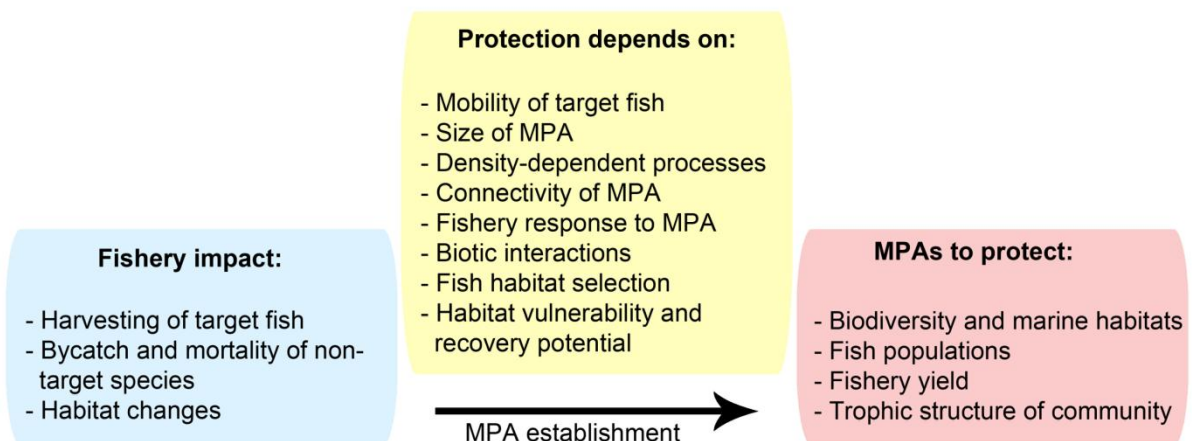 Protection depends on:
- Mobility of target fish
- Size of MPA
- Density-dependent processes
- Connectivity of MPA
- Fishery response to MPA
- Biotic interactions
- Fish habitat selection
- Habitat vulnerability and
recovery potential
Fishery impact:
- Harvesting of target fish
- Bycatch and mortality of non-
target species
- Habitat changes
MPAs to protect:
- Biodiversity and marine habitats
- Fish populations
- Fishery yield
- Trophic structure of community
MPA establishment